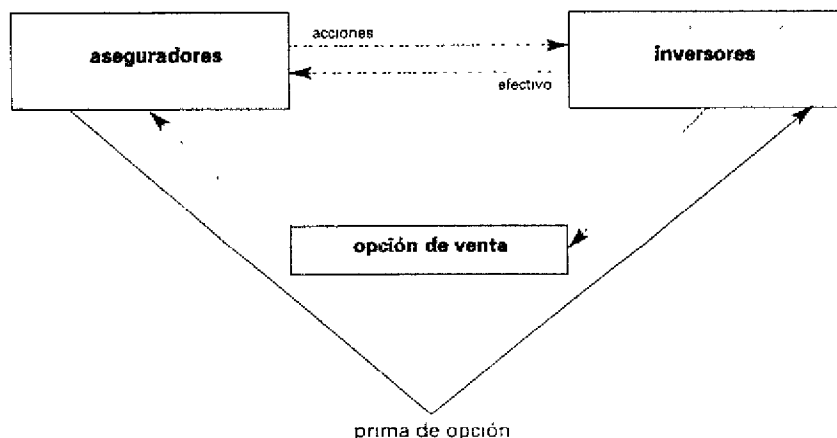 acciones
aseguradores
inversores
efectivo
opción de venta
prima de opción